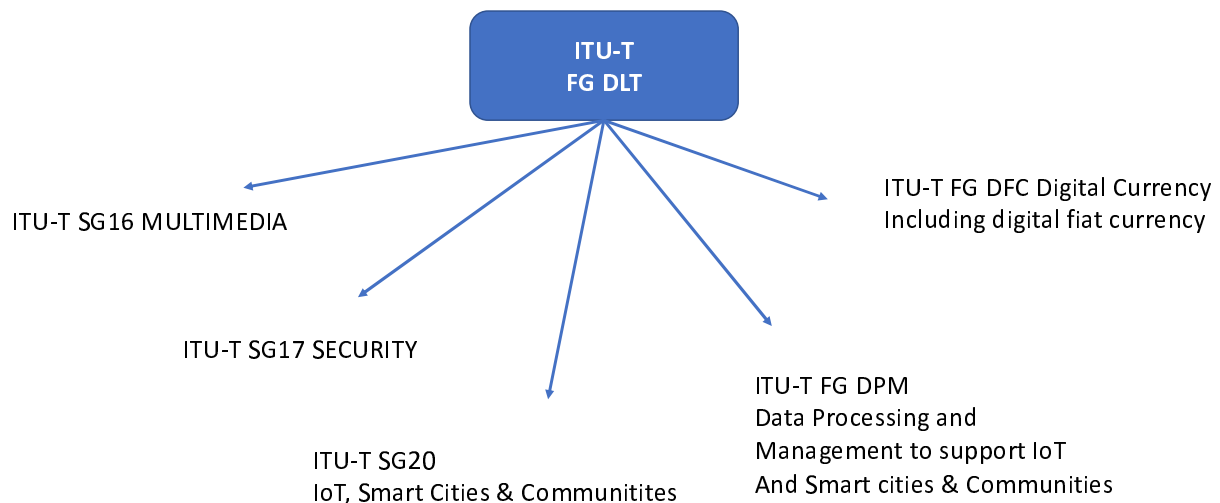 ITU-T
FG DLT
ITU-T FG DFC Digital Currency
Including digital fiat currency
ITU-T SG16 MULTIMEDIA
ITU-T SG17 SECURITY
ITU-T FG DPM
Data Processing and
Management to support IoT
And Smart cities & Communities
ITU-T SG20
IoT, Smart Cities & Communitites